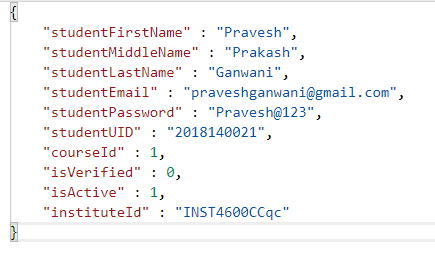 {
"studentFirstName" : "Pravesh",
"studentMiddleName" : "Prakash",
"studentLastName" : "Ganwani",
"studentEmail" : "praveshganwani@gmail.com",
"studentPassword" : "Pravesh@123",
"studentUID" : "2018140021",
"courseId" : 1,
"isVerified" : 0,
"isActive" : 1,
"instituteId" : "INST4600CCqc"
}